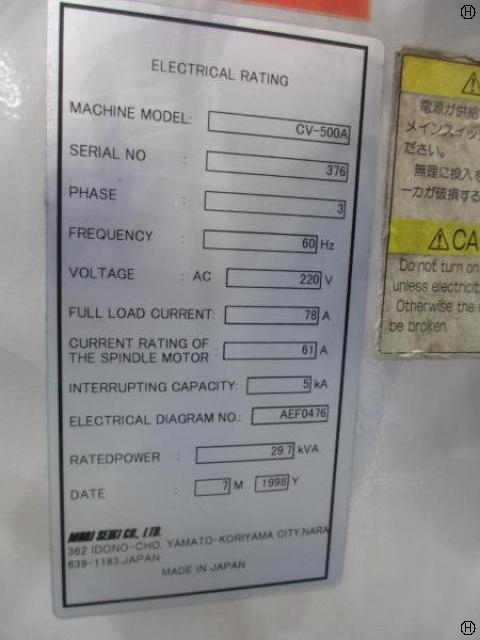 ELECTRICAL RATING
MACHINE MODEL: CV-500A
SERIAL NO : 376
PHASE : 3
FREQUENCY : 60 Hz
VOLTAGE : AC 220 V
FULL LOAD CURRENT: 78 A
CURRENT RATING OF
THE SPINDLE MOTOR : 61 A
INTERRUPTING CAPACITY: 5 kA
ELECTRICAL DIAGRAM NO.: AEF0476
RATEDPOWER : 29.7 kVA
DATE : 7 M 1998 Y
MORI SEIKI CO., LTD.
362 IDONO-CHO, YAMATO-KORIYAMA CITY,NARA
639-1183,JAPAN
MADE IN JAPAN
電源が供給
メインスイッチ
ださい。
無理に投入を
ーカが破損する
CA
Do not turn on
unless electricit
Otherwise the
be broken.
H
H